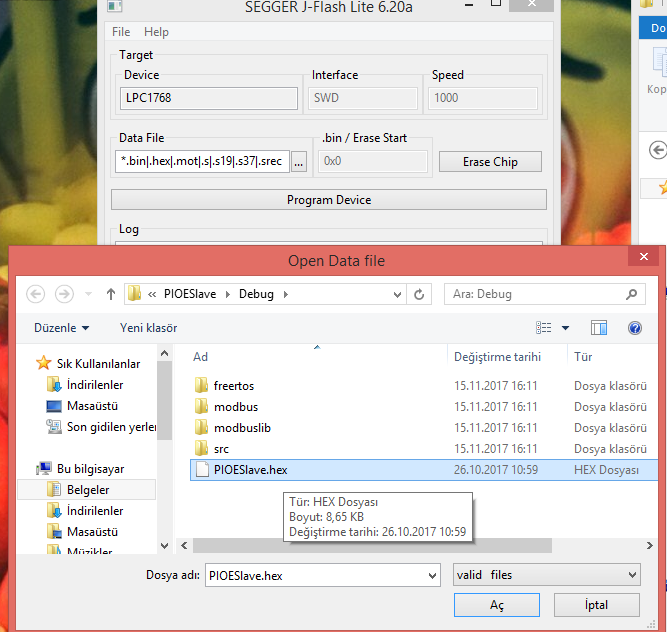 SEGGER J-Flash Lite 6.20a
File Help
Target
Device Interface Speed
LPC1768 SWD 1000
Data File .bin / Erase Start
*.bin|.hex|.mot|.s|.s19|.s37|.srec ... 0x0 Erase Chip
Program Device
Log
Do
Kop
Open Data file
« PIOESlave Debug Ara: Debug
Düzenle Yeni klasör
Ad Değiştirme tarihi Tür
Sık Kullanılanlar
İndirilenler
Masaüstü
Son gidilen yerler
Bu bilgisayar
Belgeler
İndirilenler
Masaüstü
Müzikler
freertos 15.11.2017 16:11 Dosya klasörü
modbus 15.11.2017 16:11 Dosya klasörü
modbuslib 15.11.2017 16:11 Dosya klasörü
src 15.11.2017 16:11 Dosya klasörü
PIOESlave.hex 26.10.2017 10:59 HEX Dosyası
Tür: HEX Dosyası
Boyut: 8,65 KB
Değiştirme tarihi: 26.10.2017 10:59
Dosya adı: PIOESlave.hex valid files
Aç İptal